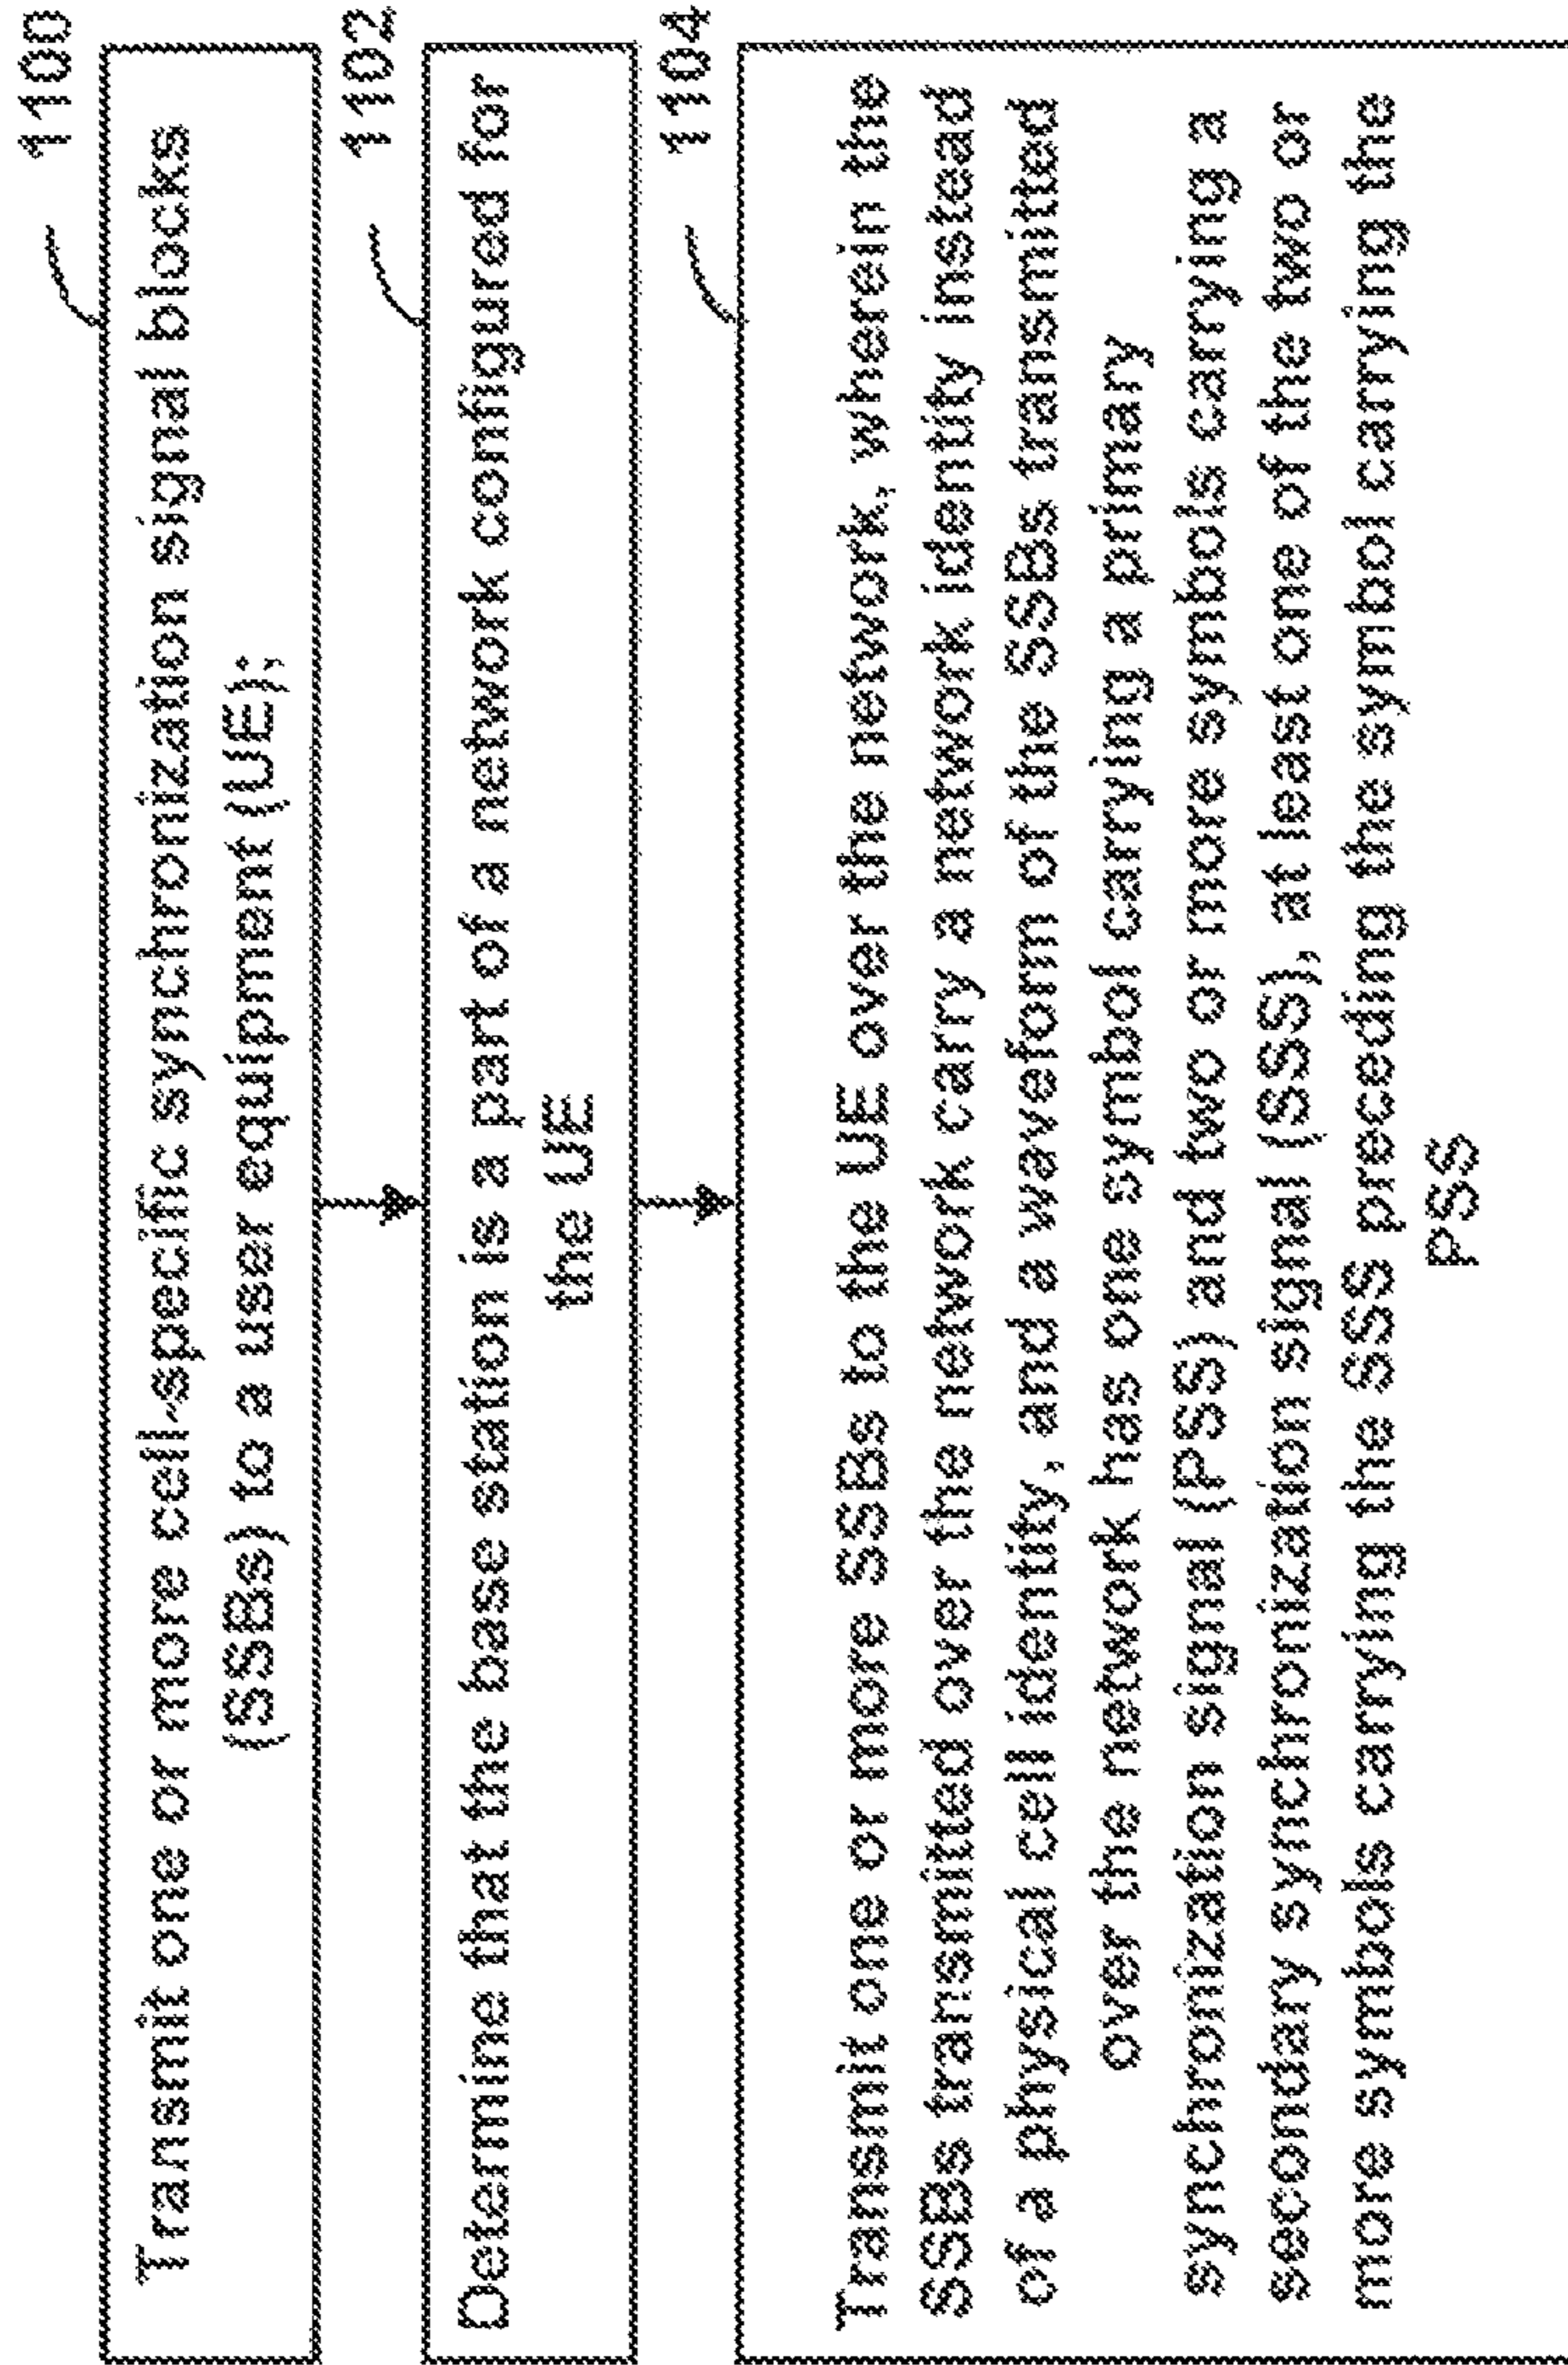 1100
Transmit one or more cell-specific synchronization signal blocks
(SSBs) to a user equipment (UE);
1102
Determine that the base station is a part of a network configured for
the UE
1104
Transmit one or more SSBs to the UE over the network, wherein the
SSBs transmitted over the network carry a network identity instead
of a physical cell identity, and a waveform of the SSBs transmitted
over the network has one symbol carrying a primary
synchronization signal (PSS) and two or more symbols carrying a
secondary synchronization signal (SSS), at least one of the two or
more symbols carrying the SSS preceding the symbol carrying the
PSS